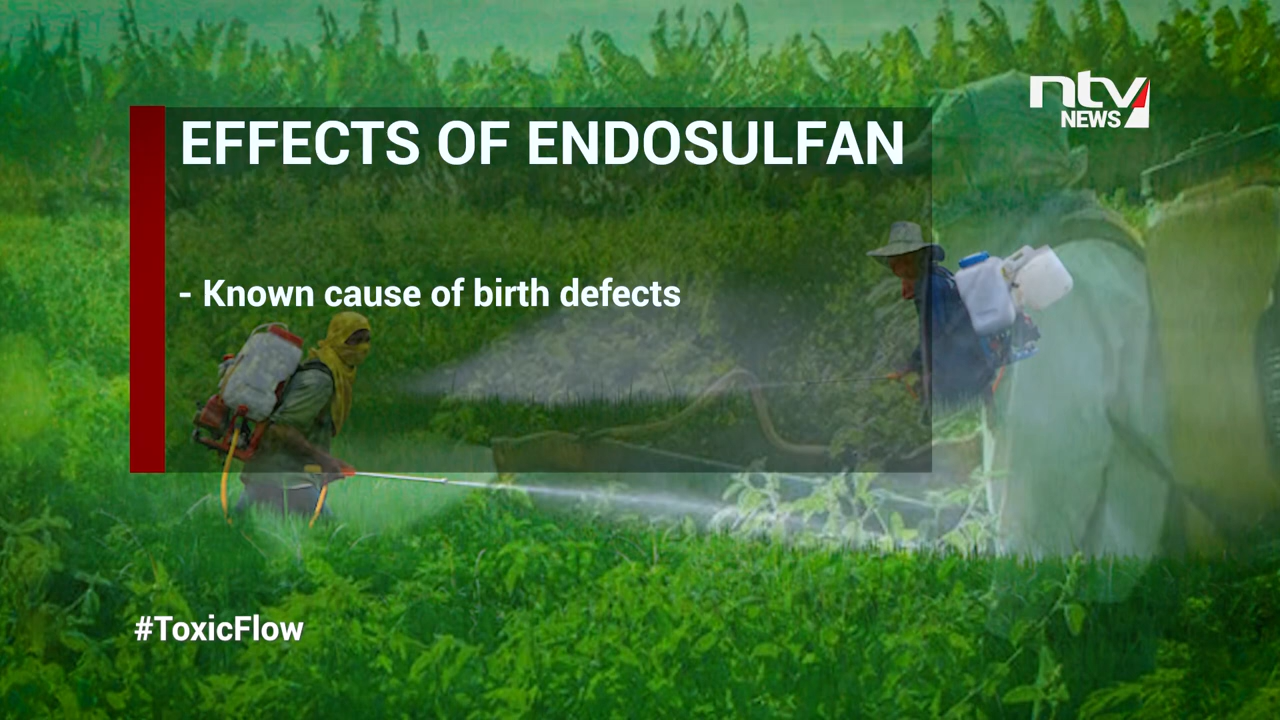 ntv
NEWS
EFFECTS OF ENDOSULFAN
- Known cause of birth defects
#ToxicFlow